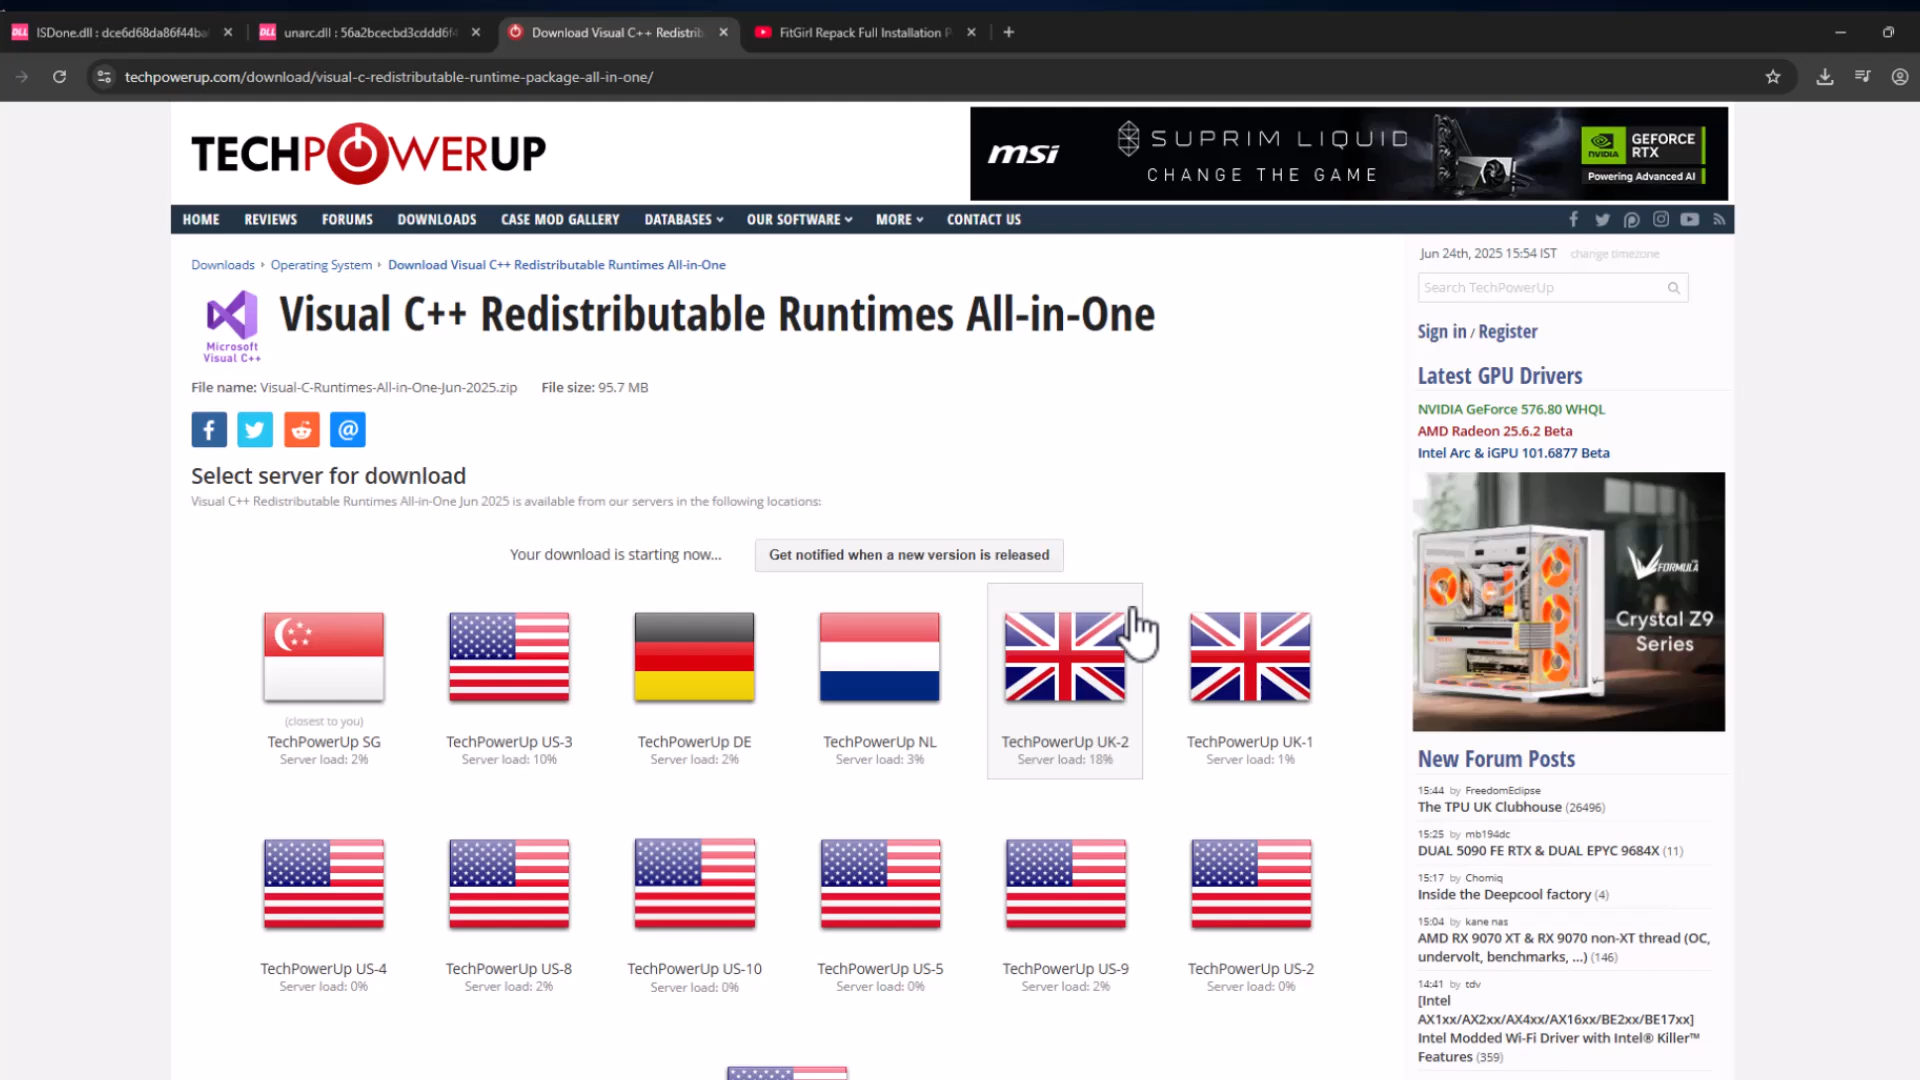 ISDone.dll : dce6d68da86f44ba
unarc.dll : 56a2bcecbd3cddd6f
Download Visual C++ Redistrib
FitGirl Repack Full Installation P
techpowerup.com/download/visual-c-redistributable-runtime-package-all-in-one/
TECHPOWERUP
msi
SUPRIM LIQUID
CHANGE THE GAME
NVIDIA
GEFORCE
RTX
Powering Advanced AI
HOME REVIEWS FORUMS DOWNLOADS CASE MOD GALLERY DATABASES OUR SOFTWARE MORE CONTACT US
Downloads Operating System Download Visual C++ Redistributable Runtimes All-in-One
Microsoft
Visual C++
Visual C++ Redistributable Runtimes All-in-One
File name: Visual-C-Runtimes-All-in-One-Jun-2025.zip File size: 95.7 MB
Select server for download
Visual C++ Redistributable Runtimes All-in-One Jun 2025 is available from our servers in the following locations:
Your download is starting now... Get notified when a new version is released
(closest to you)
TechPowerUp SG
Server load: 2%
TechPowerUp US-3
Server load: 10%
TechPowerUp DE
Server load: 2%
TechPowerUp NL
Server load: 3%
TechPowerUp UK-2
Server load: 18%
TechPowerUp UK-1
Server load: 1%
TechPowerUp US-4
Server load: 0%
TechPowerUp US-8
Server load: 2%
TechPowerUp US-10
Server load: 0%
TechPowerUp US-5
Server load: 0%
TechPowerUp US-9
Server load: 2%
TechPowerUp US-2
Server load: 0%
Jun 24th, 2025 15:54 IST change timezone
Search TechPowerUp
Sign in / Register
Latest GPU Drivers
NVIDIA GeForce 576.80 WHQL
AMD Radeon 25.6.2 Beta
Intel Arc & iGPU 101.6877 Beta
FORMULA
Crystal Z9
Series
New Forum Posts
15:44 by FreedomEclipse
The TPU UK Clubhouse (26496)
15:25 by mb194dc
DUAL 5090 FE RTX & DUAL EPYC 9684X (11)
15:17 by Chomiq
Inside the Deepcool factory (4)
15:04 by kane nas
AMD RX 9070 XT & RX 9070 non-XT thread (OC,
undervolt, benchmarks, ...) (146)
14:41 by tdv
[Intel
AX1xx/AX2xx/AX4xx/AX16xx/BE2xx/BE17xx]
Intel Modded Wi-Fi Driver with Intel® Killer™
Features (359)